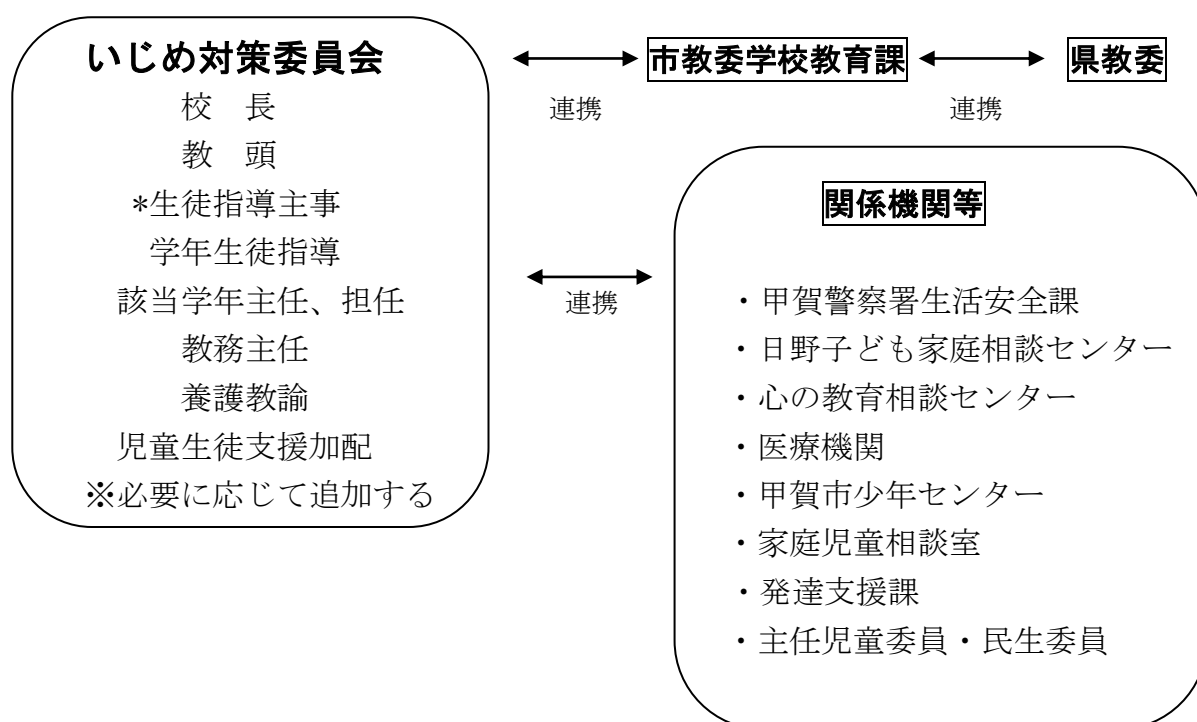 いじめ対策委員会
校　長
教　頭
*生徒指導主事
学年生徒指導
該当学年主任、担任
教務主任
養護教諭
児童生徒支援加配
※必要に応じて追加する
連携
市教委学校教育課
連携
県教委
連携
関係機関等
・甲賀警察署生活安全課
・日野子ども家庭相談センター
・心の教育相談センター
・医療機関
・甲賀市少年センター
・家庭児童相談室
・発達支援課
・主任児童委員・民生委員